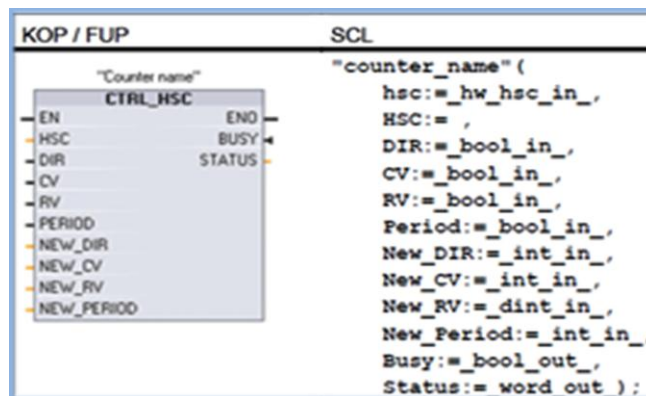 KOP / FUP
SCL
"Counter name"
CTRL_HSC
EN ENO
HSC BUSY
DIR STATUS
CV
RV
PERIOD
NEW_DIR
NEW_CV
NEW_RV
NEW_PERIOD
"counter_name"(
hsc:=_hw_hsc_in_,
HSC:= ,
DIR:=_bool_in_,
CV:=_bool_in_,
RV:=_bool_in_,
Period:=_bool_in_,
New_DIR:=_int_in_,
New_CV:=_int_in_,
New_RV:=_dint_in_,
New_Period:=_int_in_,
Busy:=_bool_out_,
Status:=_word_out_);